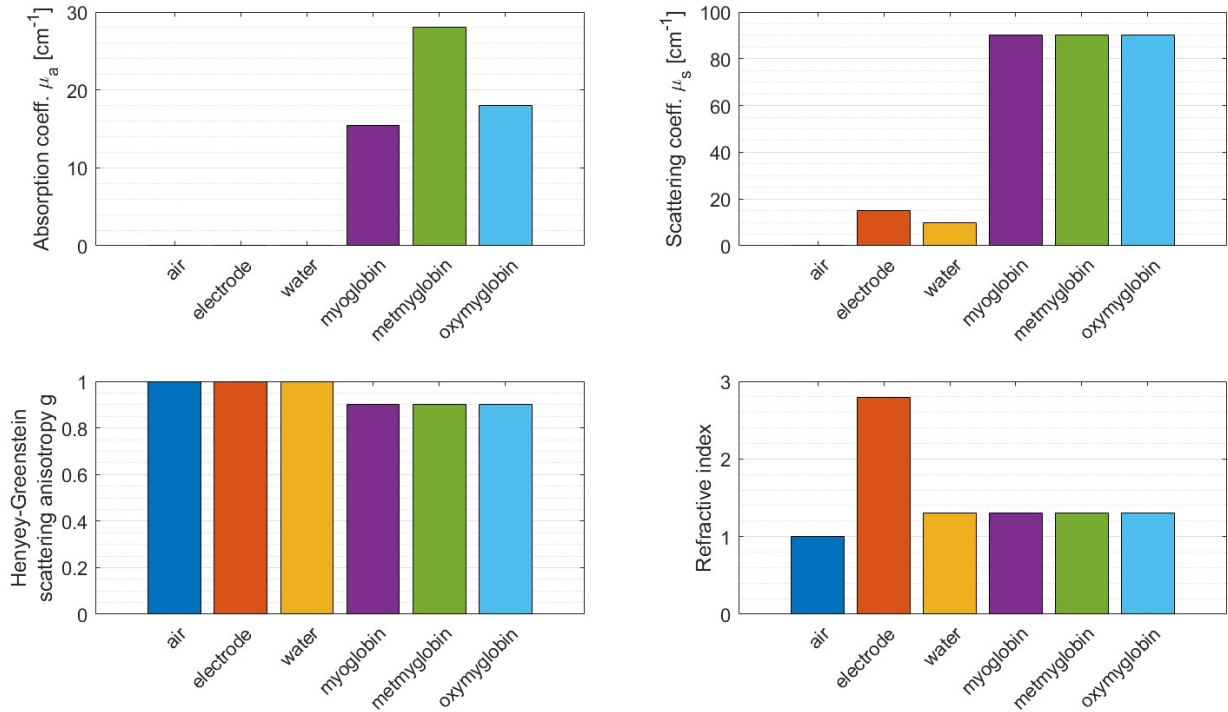 Absorption coeff. μa [cm-1]
30
20
10
0
air
electrode
water
myoglobin
metmyglobin
oxymyglobin
Scattering coeff. μs [cm-1]
100
80
60
40
20
0
air
electrode
water
myoglobin
metmyglobin
oxymyglobin
Henyey-Greenstein
scattering anisotropy g
1
0.8
0.6
0.4
0.2
0
air
electrode
water
myoglobin
metmyglobin
oxymyglobin
Refractive index
3
2
1
0
air
electrode
water
myoglobin
metmyglobin
oxymyglobin